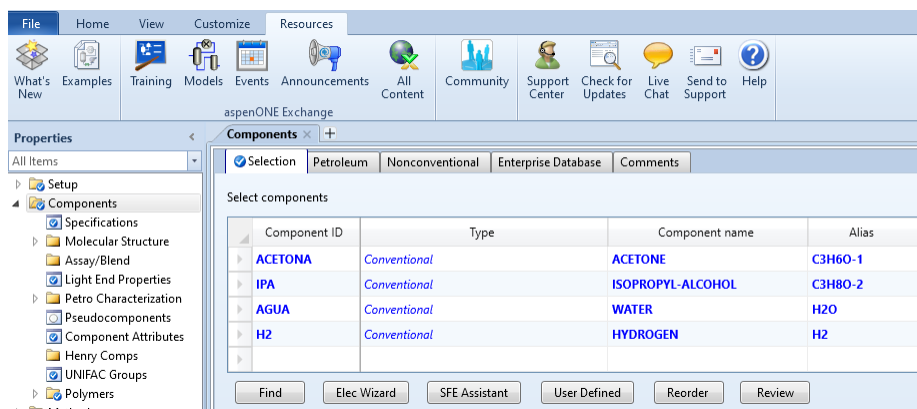 File Home View Customize Resources
What's New Examples Training Models Events Announcements All Content Community Support Center Check for Updates Live Chat Send to Support Help
aspenONE Exchange
Properties
All Items
Setup
Components
Specifications
Molecular Structure
Assay/Blend
Light End Properties
Petro Characterization
Pseudocomponents
Component Attributes
Henry Comps
UNIFAC Groups
Polymers
Components
Selection Petroleum Nonconventional Enterprise Database Comments
Select components
Component ID Type Component name Alias
ACETONA Conventional ACETONE C3H6O-1
IPA Conventional ISOPROPYL-ALCOHOL C3H8O-2
AGUA Conventional WATER H2O
H2 Conventional HYDROGEN H2
Find Elec Wizard SFE Assistant User Defined Reorder Review